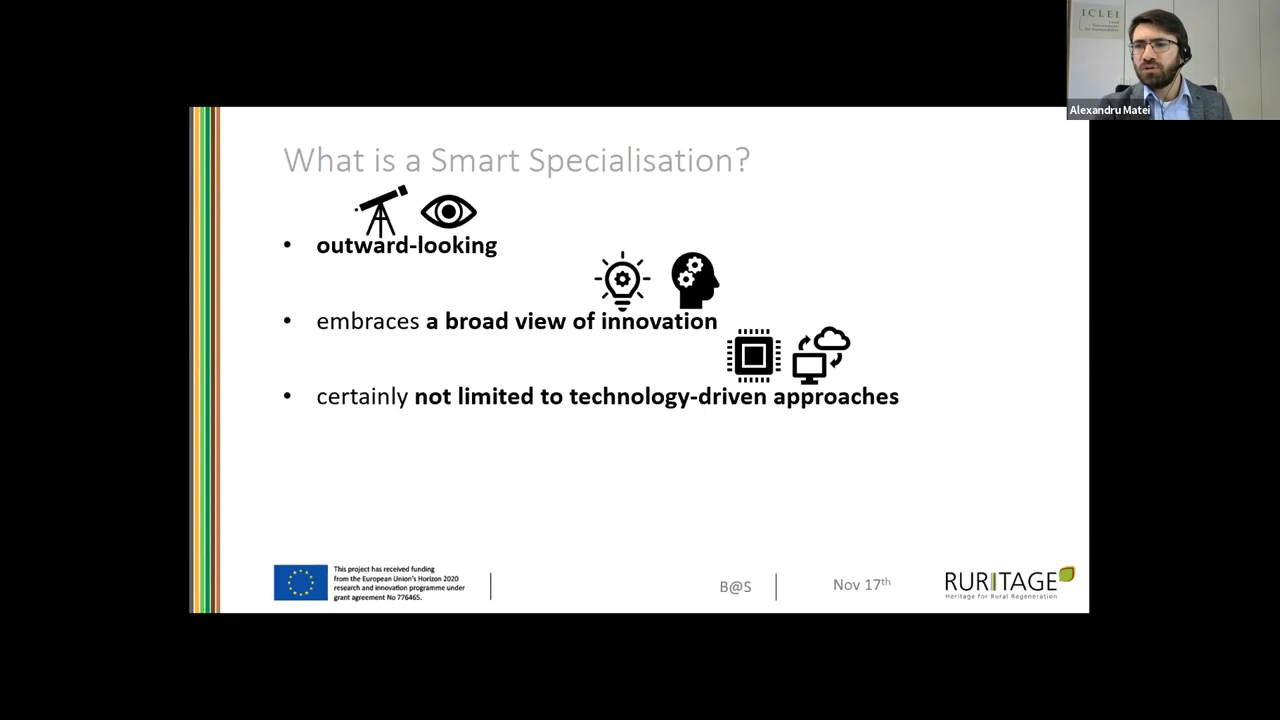 ICLEI
Alexandru Matei
What is a Smart Specialisation?
• outward-looking
• embraces a broad view of innovation
• certainly not limited to technology-driven approaches
This project has received funding
from the European Union's Horizon 2020
research and innovation programme under
grant agreement No 776465.
B@S
Nov 17th
RURITAGE
Heritage for Rural Regeneration